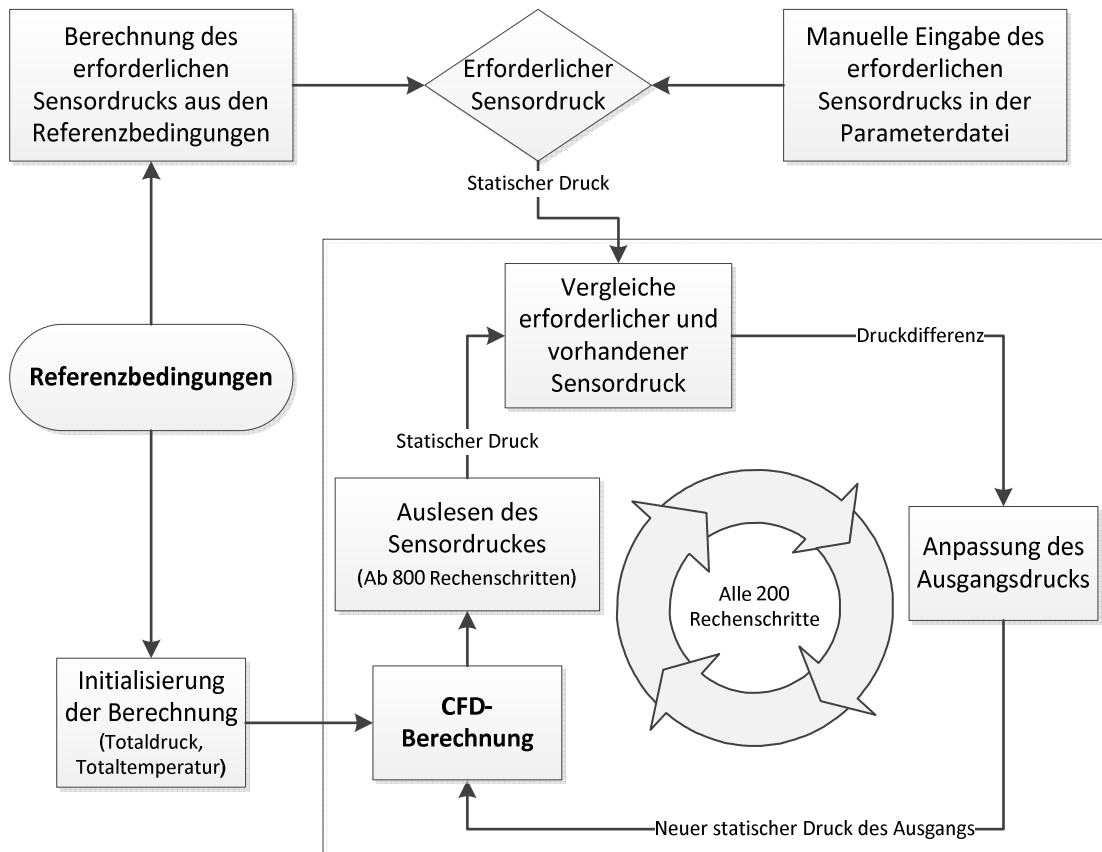 Berechnung des
erforderlichen
Sensordrucks aus den
Referenzbedingungen
Erforderlicher
Sensordruck
Manuelle Eingabe des
erforderlichen
Sensordrucks in der
Parameterdatei
Statischer Druck
Vergleiche
erforderlicher und
vorhandener
Sensordruck
Druckdifferenz
Referenzbedingungen
Statischer Druck
Auslesen des
Sensordruckes
(Ab 800 Rechenschritten)
Alle 200
Rechenschritte
Anpassung des
Ausgangsdrucks
Initialisierung
der Berechnung
(Totaldruck,
Totaltemperatur)
CFD-
Berechnung
Neuer statischer Druck des Ausgangs